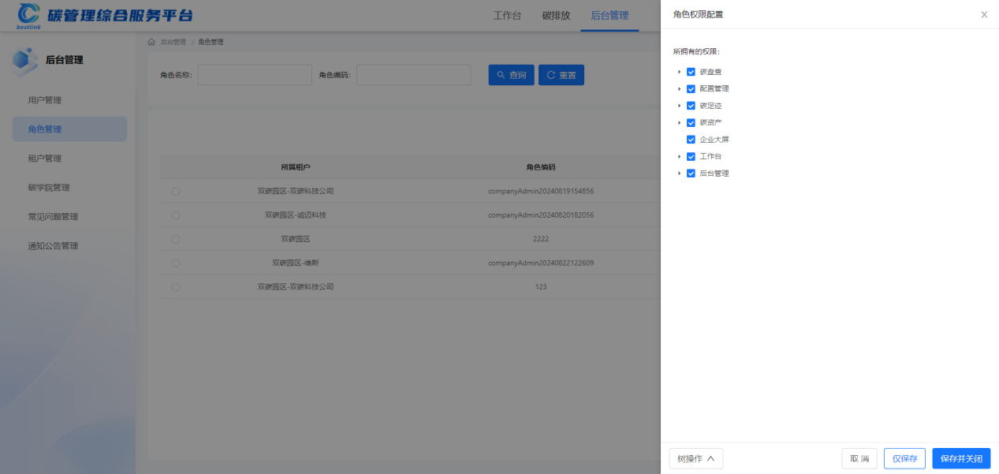 碳管理综合服务平台
bestlink
工作台 碳排放 后台管理
后台管理 / 角色管理
后台管理
用户管理
角色管理
租户管理
碳学院管理
常见问题管理
通知公告管理
角色名称: 角色编码: 查询 重置
所属租户 角色编码
双碳园区-双碳科技公司 companyAdmin20240819154856
双碳园区-诚迈科技 companyAdmin20240820182056
双碳园区 2222
双碳园区-维斯 companyAdmin20240822122609
双碳园区-双碳科技公司 123
角色权限配置
所拥有的权限:
碳盘查
配置管理
碳足迹
碳资产
企业大屏
工作台
后台管理
树操作 取消 仅保存 保存并关闭